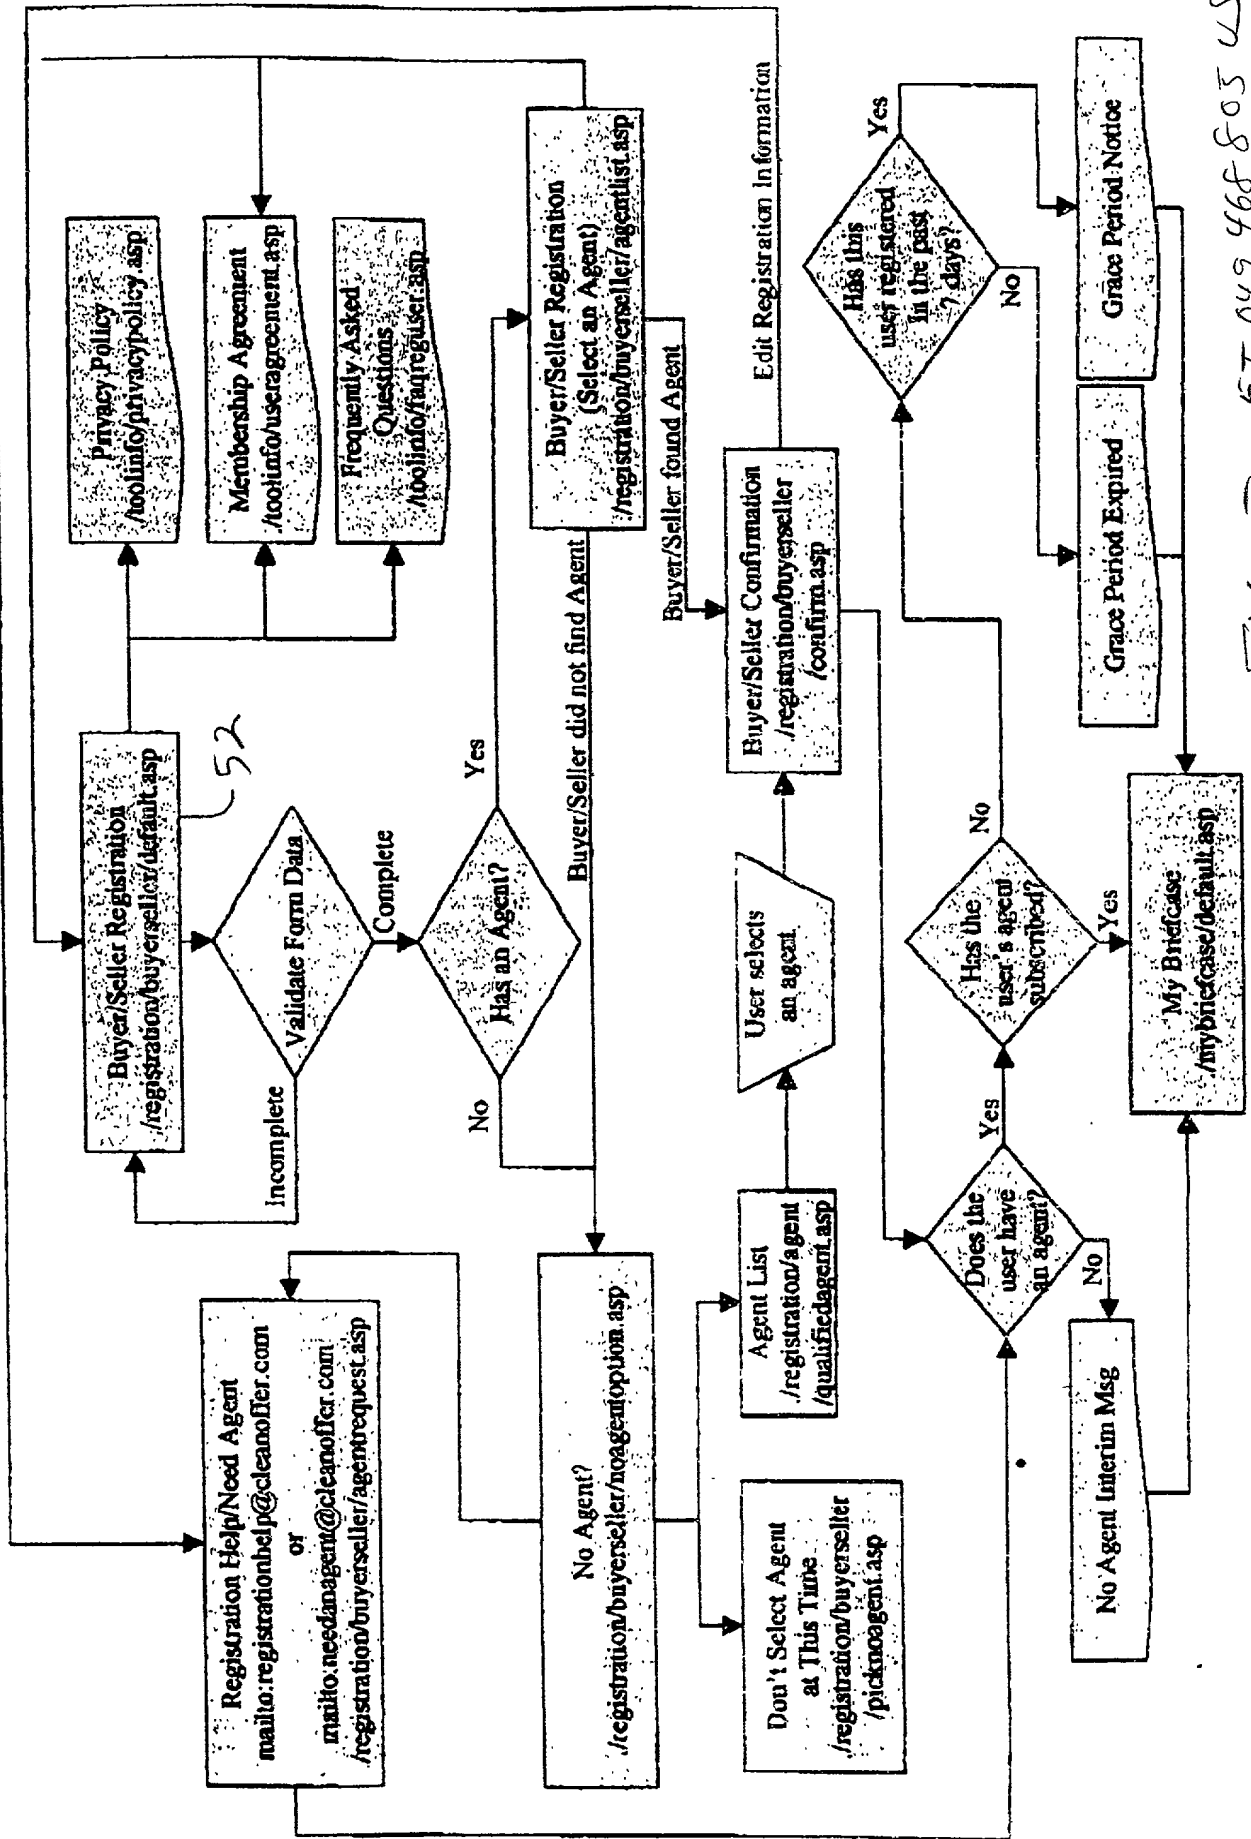 Registration Help/Need Agent
mailto:registrationhelp@cleanoffer.com
or
mailto:needanagent@cleanoffer.com
/registration/buyerseller/agentrequest.asp
Buyer/Seller Registration
./registration/buyerseller/default.asp
52
Privacy Policy
./toolinfo/privacypolicy.asp
Membership Agreement
./toolinfo/useragreement.asp
Frequently Asked
Questions
./toolinfo/faqreguser.asp
Incomplete
Validate Form Data
Complete
No
Has an Agent?
Yes
Buyer/Seller Registration
(Select an Agent)
./registration/buyerseller/agentlist.asp
Buyer/Seller did not find Agent
Buyer/Seller found Agent
No Agent?
./registration/buyerseller/noagentoption.asp
Don't Select Agent
at This Time
./registration/buyerseller
/picknoagent.asp
Agent List
./registration/agent
/qualifiedagent.asp
User selects
an agent
Buyer/Seller Confirmation
./registration/buyerseller
/confirm.asp
Edit Registration Information
Does the
user have
an agent?
Yes
No
Has the
user's agent
subscribed?
No
Yes
Has this
user registered
in the past
7 days?
Yes
No
No Agent Interim Msg
My Briefcase
./mybriefcase/default.asp
Grace Period Expired
Grace Period Notice
468803 US